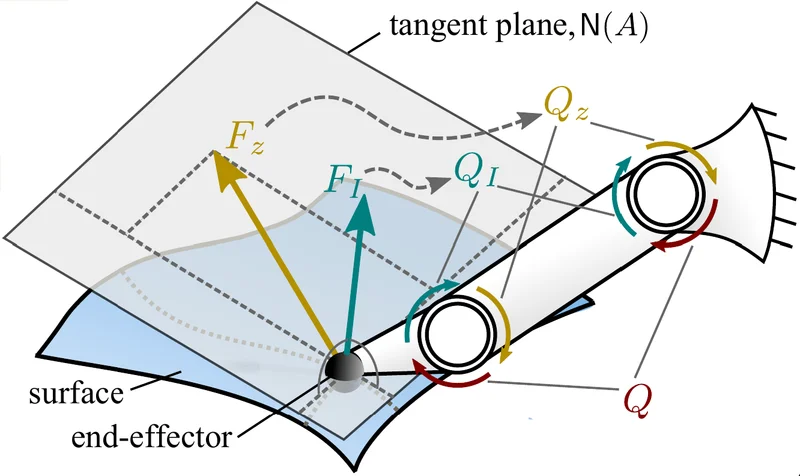 tangent plane, N(A)
F_z
Q_z
F_I
Q_I
surface
Q
end-effector